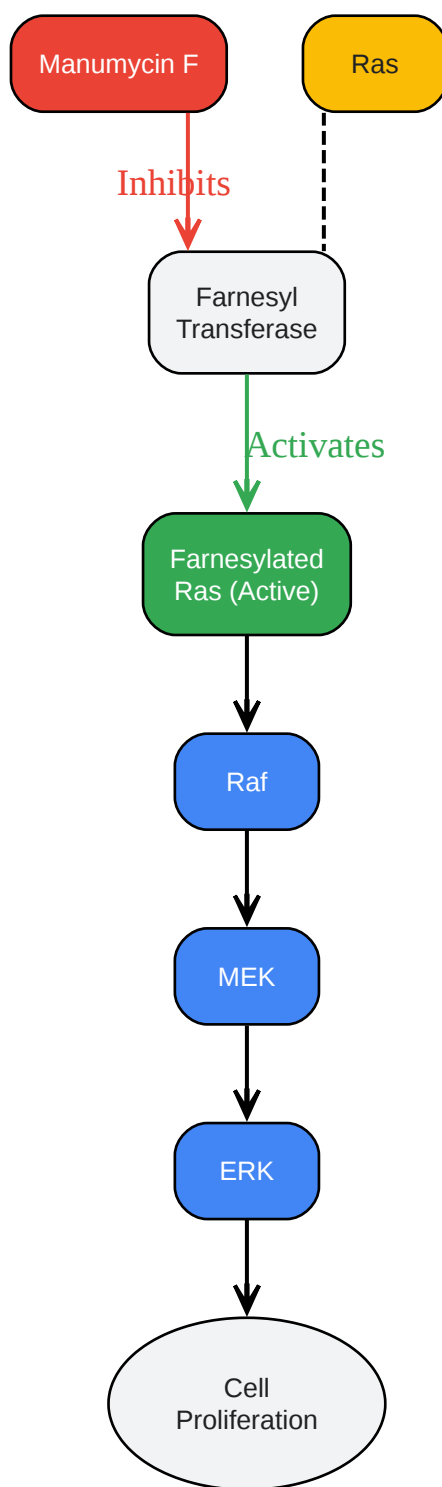 Manumycin F
Ras
Inhibits
Farnesyl
Transferase
Activates
Farnesylated
Ras (Active)
Raf
MEK
ERK
Cell
Proliferation